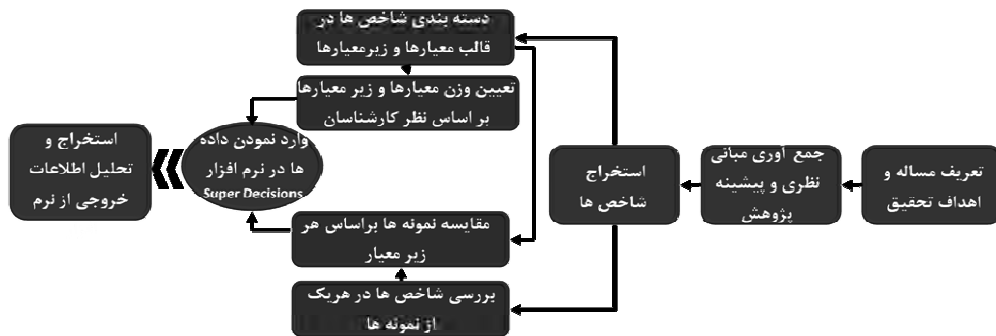 تعریف مساله و
اهداف تحقیق
جمع آوری مبانی
نظری و پیشینه
پژوهش
استخراج
شاخص ها
دسته بندی شاخص ها در
قالب معیارها و زیرمعیارها
تعیین وزن معیارها و زیر معیارها
بر اساس نظر کارشناسان
مقایسه نمونه ها براساس هر
زیر معیار
بررسی شاخص ها در هریک
از نمونه ها
وارد نمودن داده
ها در نرم افزار
Super Decisions
استخراج و
تحلیل اطلاعات
خروجی از نرم